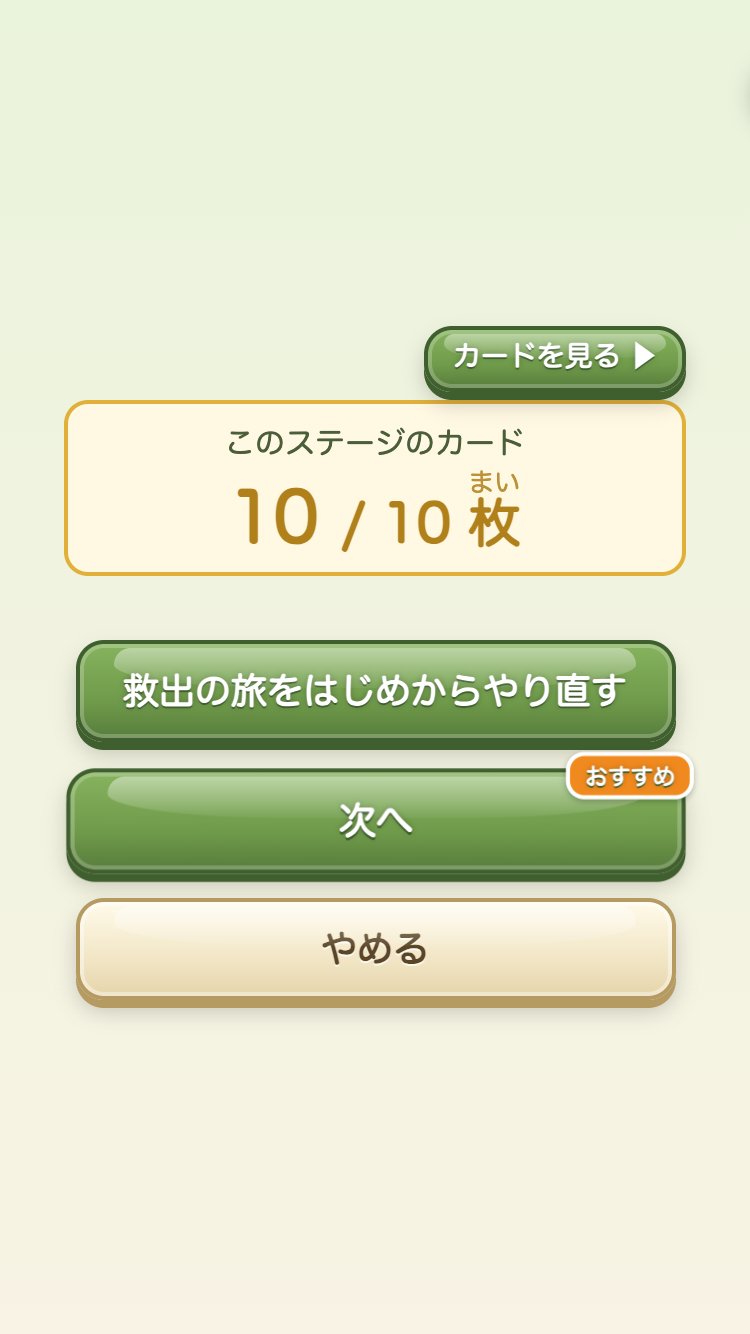 カードを見る ▶
このステージのカード
まい
10 / 10 枚
救出の旅をはじめからやり直す
おすすめ
次へ
やめる